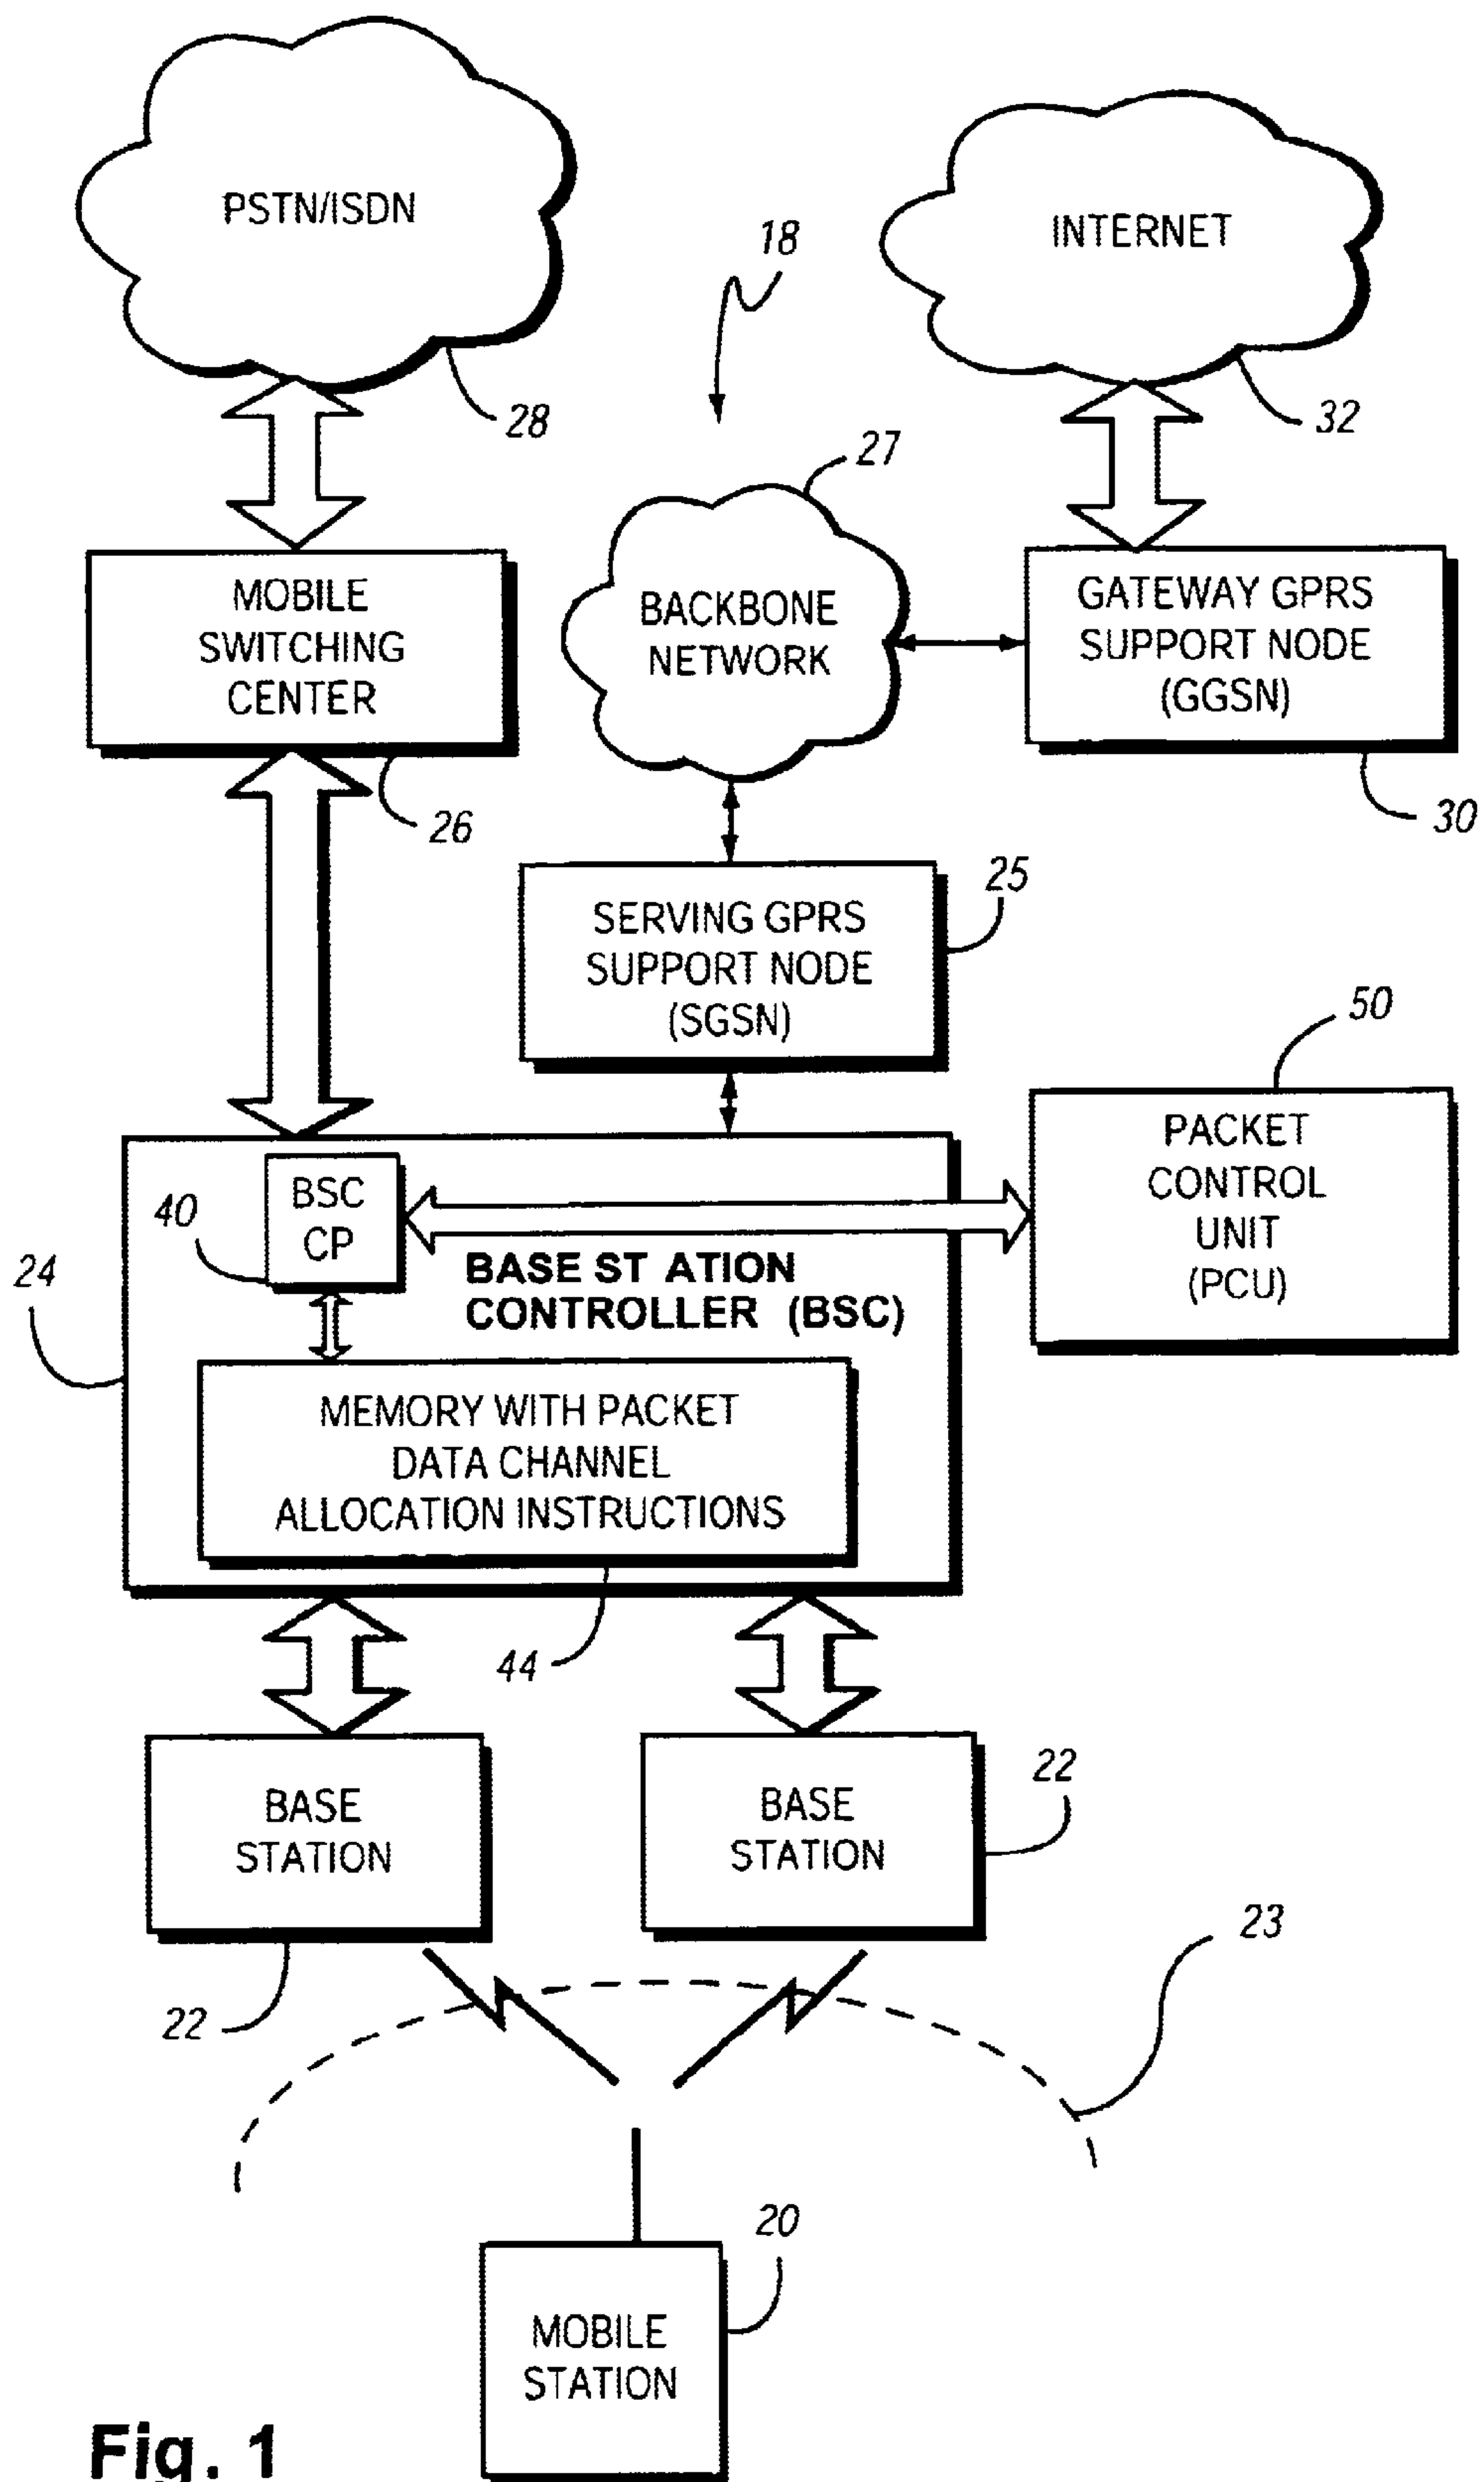 PSTN/ISDN
INTERNET
18
28
32
27
MOBILE
SWITCHING
CENTER
BACKBONE
NETWORK
GATEWAY GPRS
SUPPORT NODE
(GGSN)
26
30
25
SERVING GPRS
SUPPORT NODE
(SGSN)
50
PACKET
CONTROL
UNIT
(PCU)
40
BSC
CP
24
BASE ST ATION
CONTROLLER (BSC)
MEMORY WITH PACKET
DATA CHANNEL
ALLOCATION INSTRUCTIONS
44
BASE
STATION
BASE
STATION
22
22
23
20
MOBILE
STATION
Fig. 1